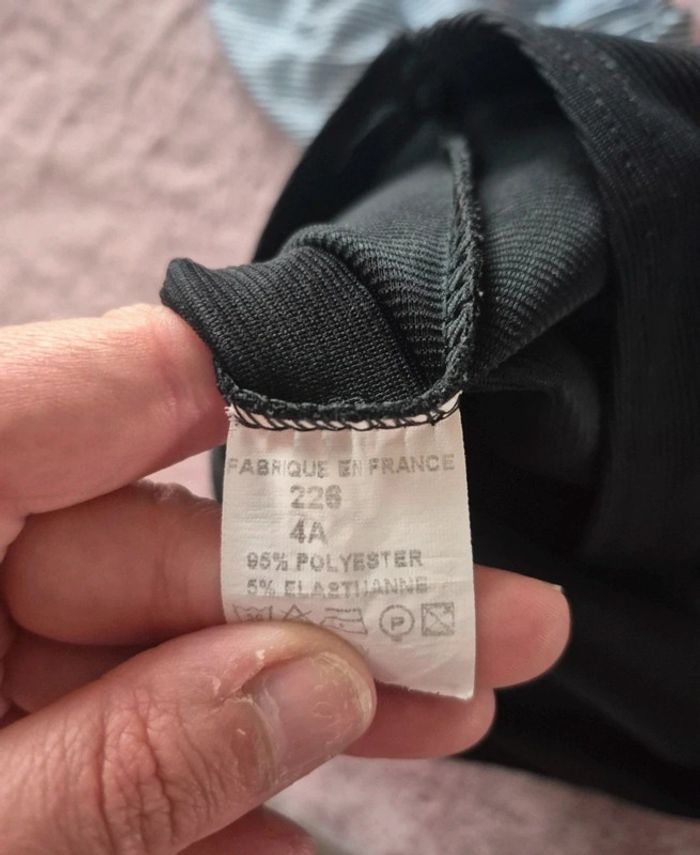 FABRIQUE EN FRANCE
226
4A
95% POLYESTER
5% ELASTHANNE
P